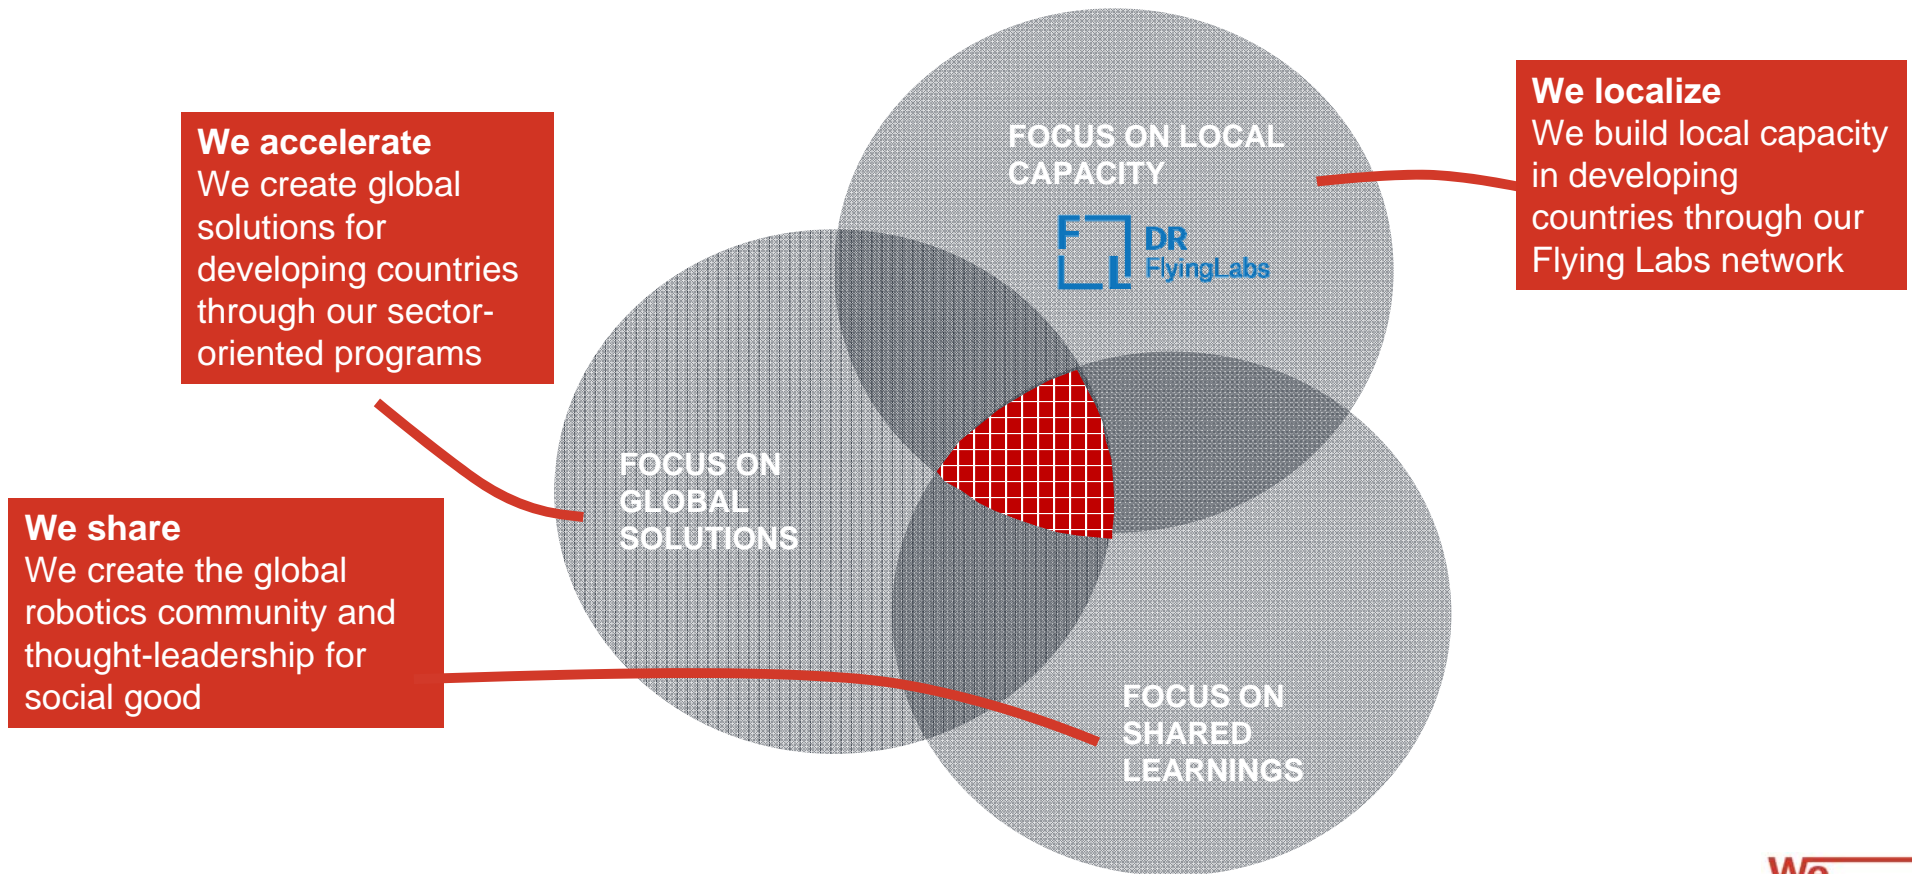 We accelerate
We create global
solutions for
developing countries
through our sector-
oriented programs
We share
We create the global
robotics community and
thought-leadership for
social good
FOCUS ON LOCAL
CAPACITY
F
L
DR
FlyingLabs
FOCUS ON
GLOBAL
SOLUTIONS
FOCUS ON
SHARED
LEARNINGS
We localize
We build local capacity
in developing
countries through our
Flying Labs network
We